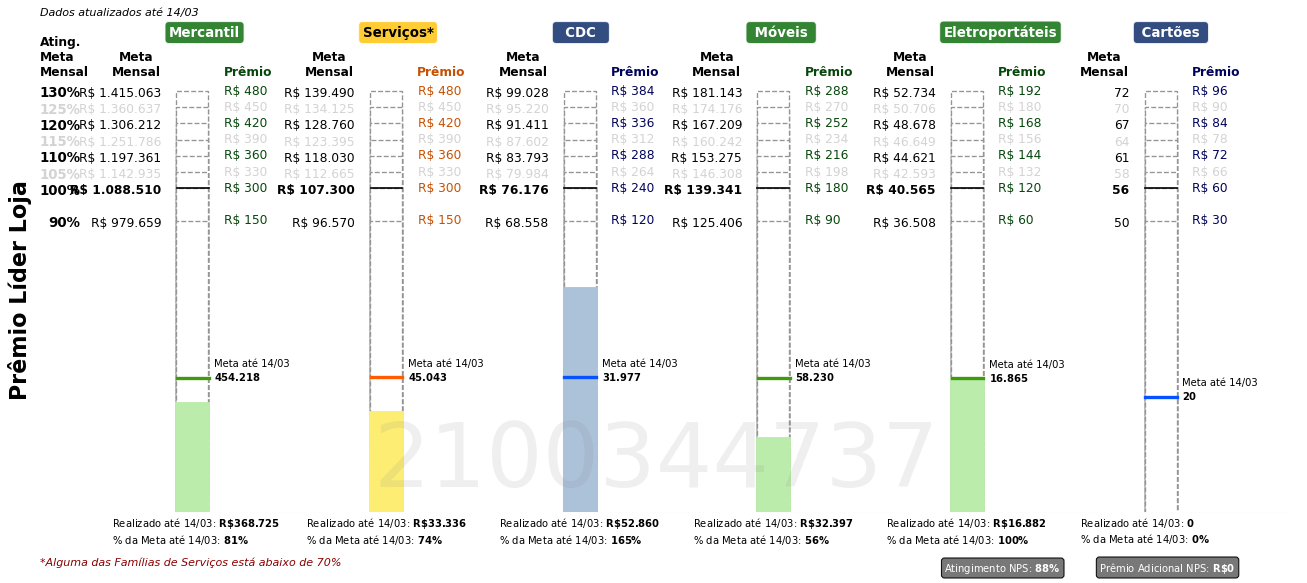 Dados atualizados até 14/03
Mercantil Serviços* CDC Móveis Eletroportáteis Cartões
Ating.
Meta Meta Meta Meta Meta Meta Meta
Mensal Mensal Prêmio Mensal Prêmio Mensal Prêmio Mensal Prêmio Mensal Prêmio Mensal Prêmio
130% R$ 1.415.063 R$ 480 R$ 139.490 R$ 480 R$ 99.028 R$ 384 R$ 181.143 R$ 288 R$ 52.734 R$ 192 72 R$ 96
125% R$ 1.360.637 R$ 450 R$ 134.125 R$ 450 R$ 95.220 R$ 360 R$ 174.176 R$ 270 R$ 50.706 R$ 180 70 R$ 90
120% R$ 1.306.212 R$ 420 R$ 128.760 R$ 420 R$ 91.411 R$ 336 R$ 167.209 R$ 252 R$ 48.678 R$ 168 67 R$ 84
115% R$ 1.251.786 R$ 390 R$ 123.395 R$ 390 R$ 87.602 R$ 312 R$ 160.242 R$ 234 R$ 46.649 R$ 156 64 R$ 78
110% R$ 1.197.361 R$ 360 R$ 118.030 R$ 360 R$ 83.793 R$ 288 R$ 153.275 R$ 216 R$ 44.621 R$ 144 61 R$ 72
105% R$ 1.142.935 R$ 330 R$ 112.665 R$ 330 R$ 79.984 R$ 264 R$ 146.308 R$ 198 R$ 42.593 R$ 132 58 R$ 66
100% R$ 1.088.510 R$ 300 R$ 107.300 R$ 300 R$ 76.176 R$ 240 R$ 139.341 R$ 180 R$ 40.565 R$ 120 56 R$ 60
90% R$ 979.659 R$ 150 R$ 96.570 R$ 150 R$ 68.558 R$ 120 R$ 125.406 R$ 90 R$ 36.508 R$ 60 50 R$ 30
Prêmio Líder Loja
Meta até 14/03 Meta até 14/03 Meta até 14/03 Meta até 14/03 Meta até 14/03 Meta até 14/03
454.218 45.043 31.977 58.230 16.865 20
2100344737
Realizado até 14/03: R$368.725 Realizado até 14/03: R$33.336 Realizado até 14/03: R$52.860 Realizado até 14/03: R$32.397 Realizado até 14/03: R$16.882 Realizado até 14/03: 0
% da Meta até 14/03: 81% % da Meta até 14/03: 74% % da Meta até 14/03: 165% % da Meta até 14/03: 56% % da Meta até 14/03: 100% % da Meta até 14/03: 0%
*Alguma das Famílias de Serviços está abaixo de 70% Atingimento NPS: 88% Prêmio Adicional NPS: R$0